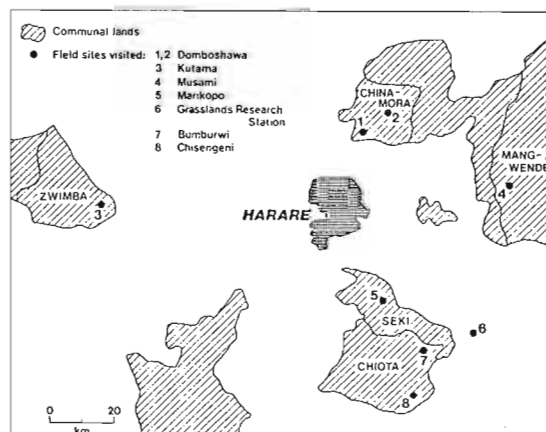 Communal lands
Field sites visited: 1,2 Domboshawa
3 Kutama
4 Musami
5 Marikopo
6 Grasslands Research
Station
7 Bumburwi
8 Chisengeni
CHINA-
MORA
1
2
MANG-
WENDE
4
ZWIMBA
3
HARARE
5
SEKI
6
7
CHIOTA
8
0 20
km